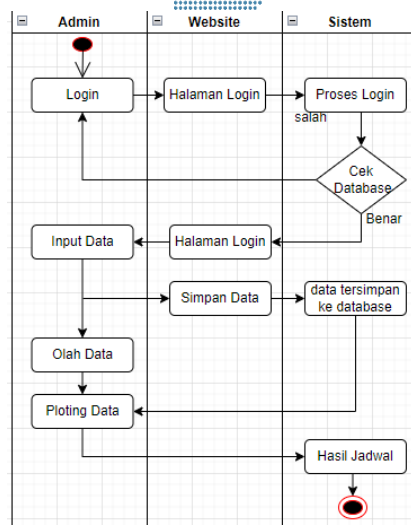 Admin
Website
Sistem
Login
Halaman Login
Proses Login
salah
Cek
Database
Benar
Input Data
Halaman Login
Simpan Data
data tersimpan
ke database
Olah Data
Ploting Data
Hasil Jadwal